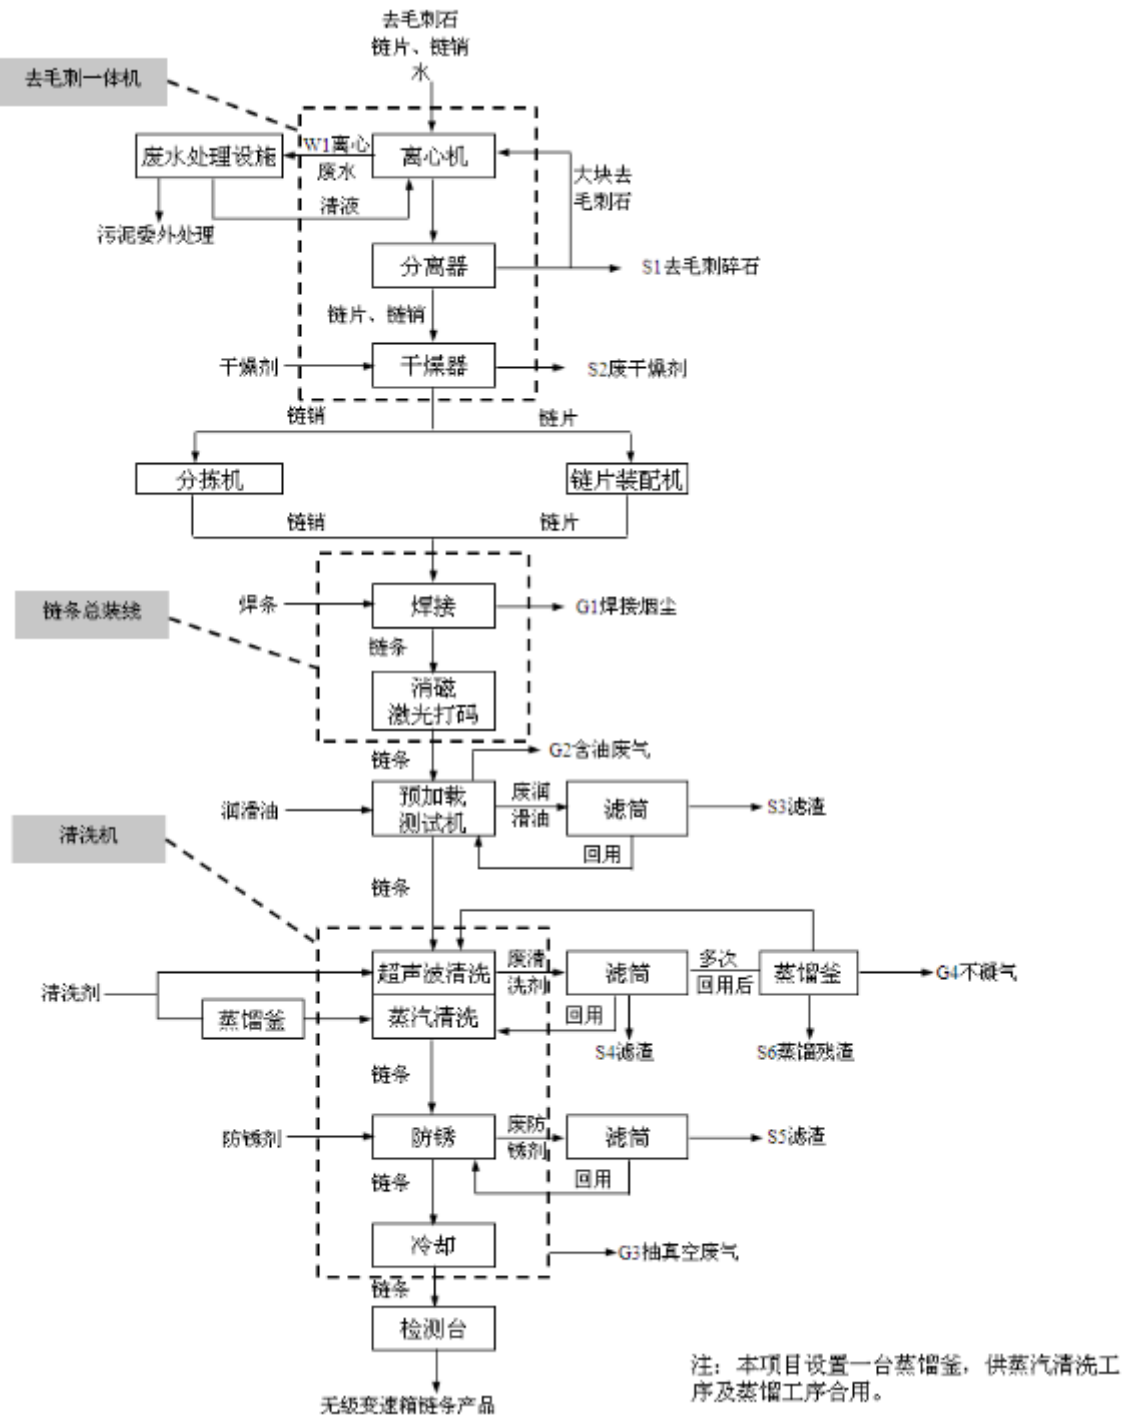 去毛刺石
链片、链销
水
去毛刺一体机
废水处理设施
W1离心
废水
离心机
大块去
毛刺石
清液
污泥委外处理
分离器
S1去毛刺碎石
链片、链销
干燥剂
干燥器
S2废干燥剂
链销
链片
分拣机
链片装配机
链销
链片
链条总装线
焊条
焊接
G1焊接烟尘
链条
消磁
激光打码
链条
G2含油废气
润滑油
预加载
测试机
废润
滑油
滤筒
S3滤渣
回用
清洗机
链条
清洗剂
超声波清洗
废清
洗剂
滤筒
多次
回用后
蒸馏釜
G4不凝气
蒸馏釜
蒸汽清洗
回用
S4滤渣
S6蒸馏残渣
链条
防锈剂
防锈
废防
锈剂
滤筒
S5滤渣
链条
回用
冷却
G3抽真空废气
链条
检测台
无级变速箱链条产品
注：本项目设置一台蒸馏釜，供蒸汽清洗工
序及蒸馏工序合用。